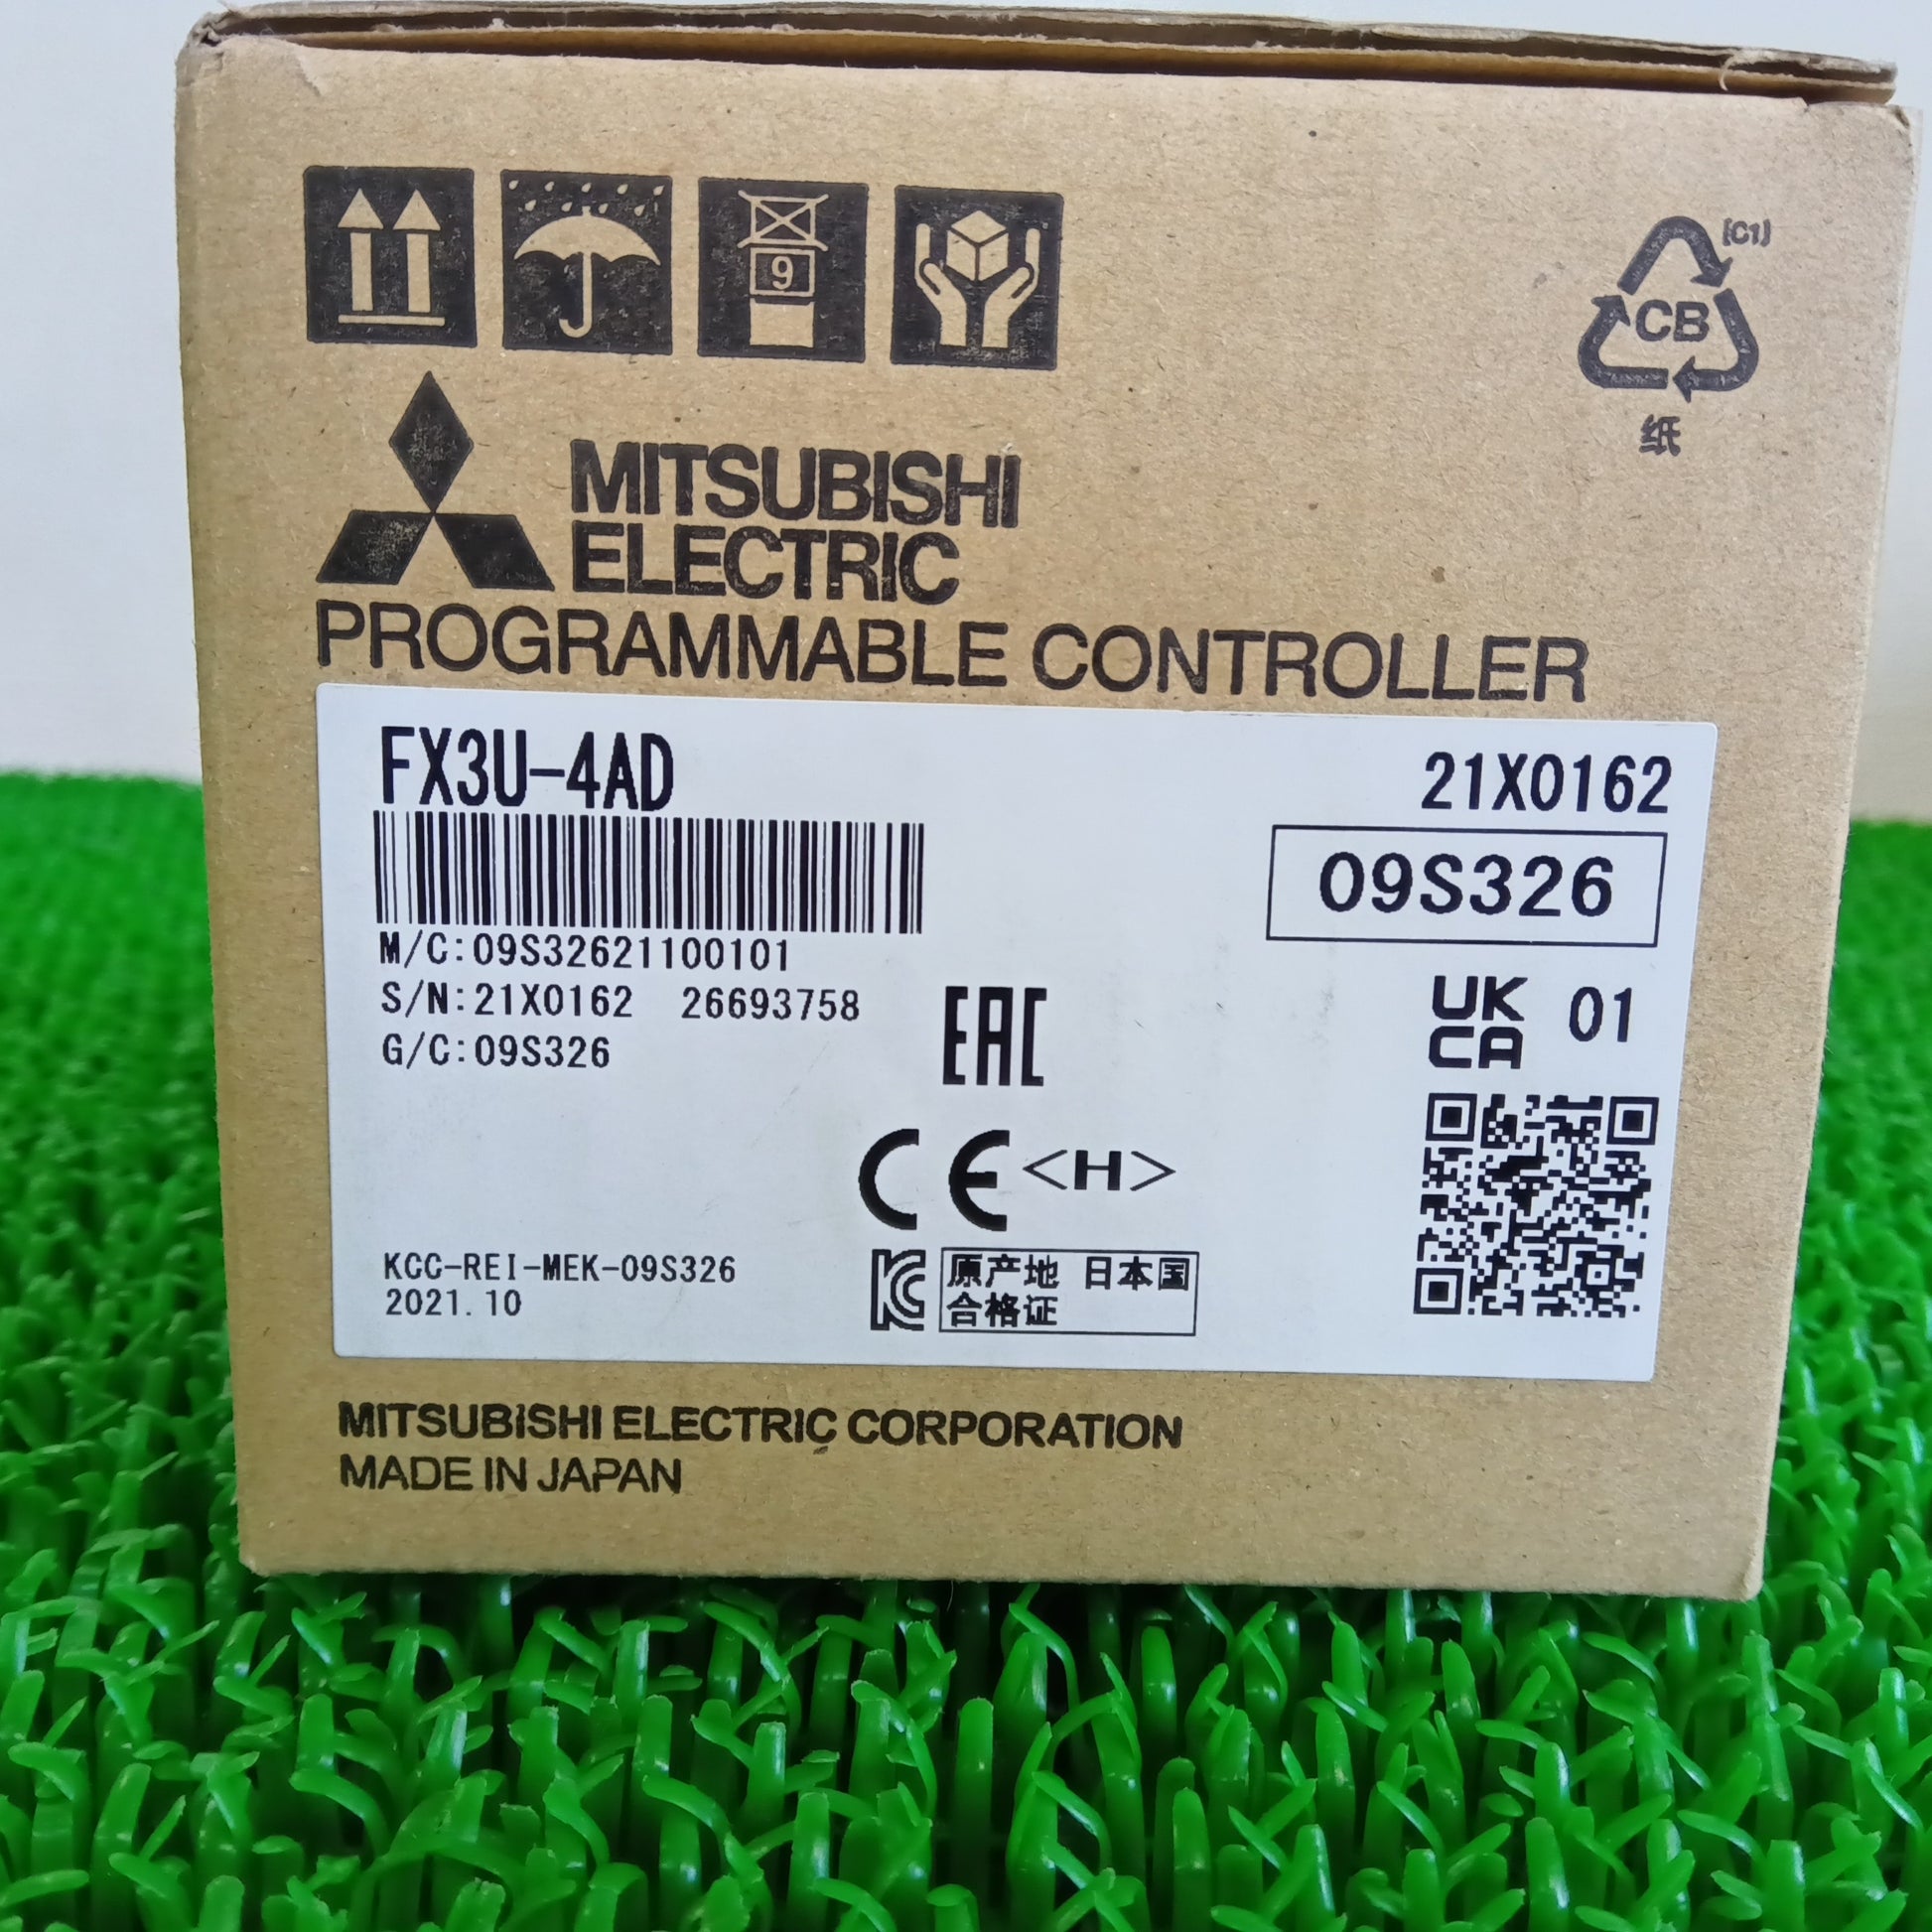 9
[C1]
CB
纸
MITSUBISHI
ELECTRIC
PROGRAMMABLE CONTROLLER
FX3U-4AD
21X0162
09S326
M/C:09S32621100101
S/N:21X0162 26693758
G/C:09S326
EAC
UK
CA
01
CE <H>
KCC-REI-MEK-09S326
2021.10
KC
原产地 日本国
合格证
MITSUBISHI ELECTRIC CORPORATION
MADE IN JAPAN